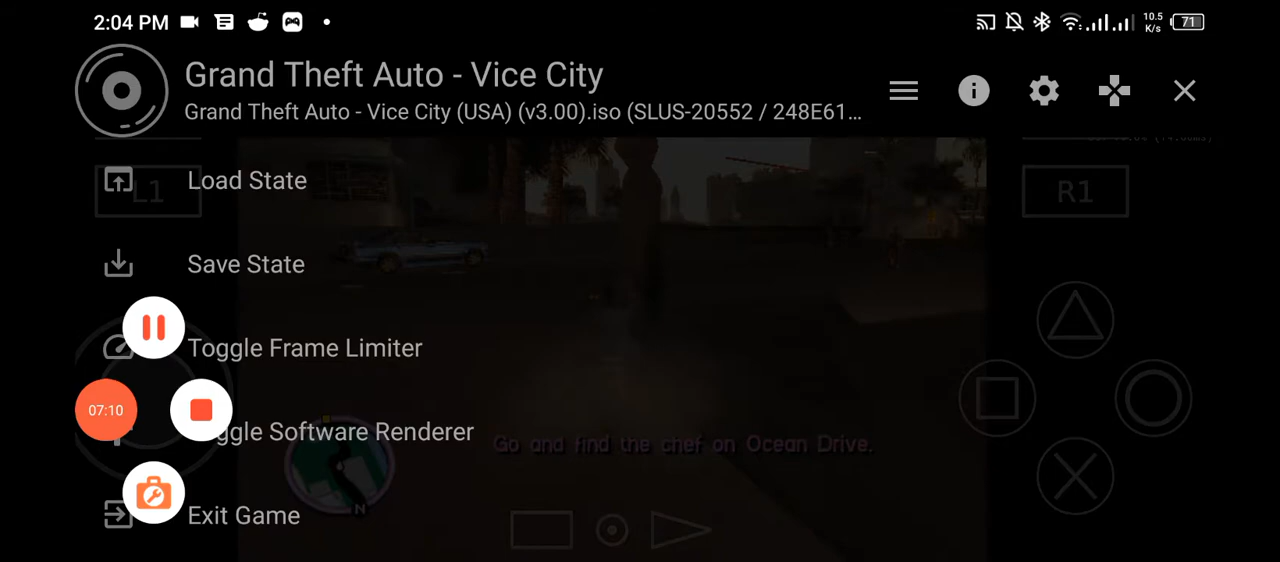 2:04 PM
10.5
K/s
71
Grand Theft Auto - Vice City
Grand Theft Auto - Vice City (USA) (v3.00).iso (SLUS-20552 / 248E61...
L1
Load State
R1
Save State
Toggle Frame Limiter
07:10
ggle Software Renderer
Go and find the chef on Ocean Drive.
N
Exit Game